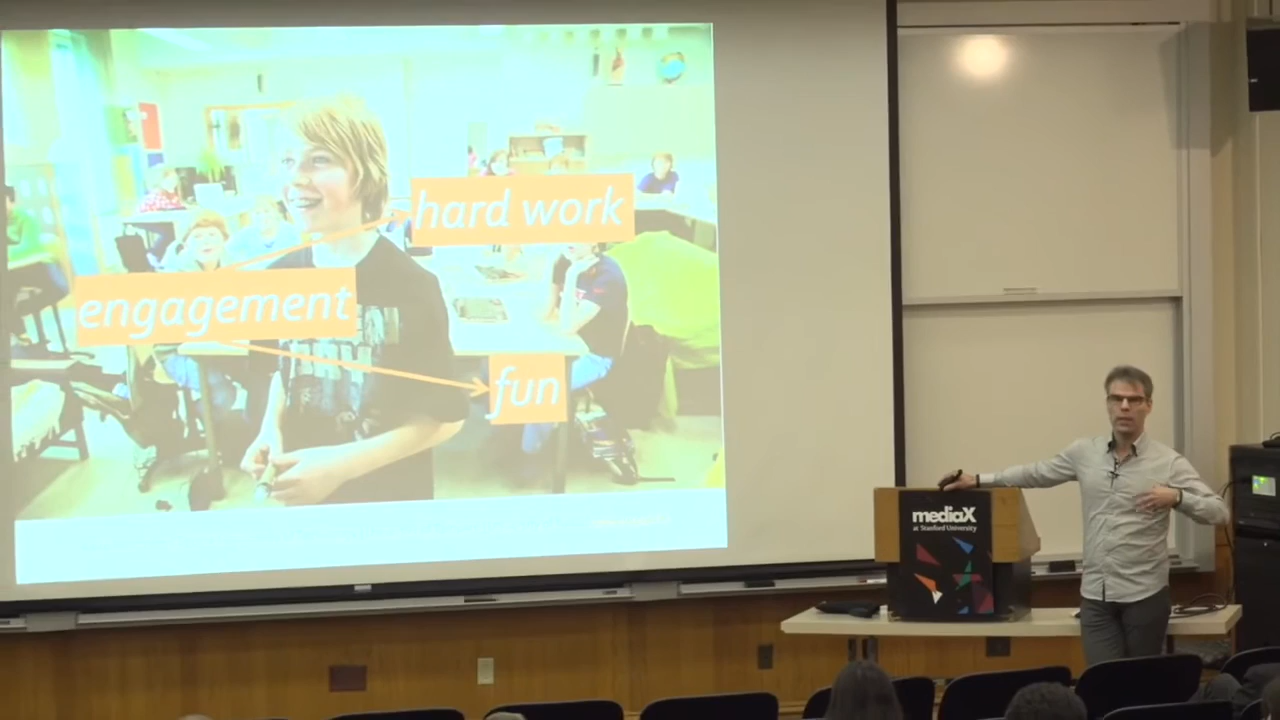 hard work
engagement
fun
mediaX
at Stanford University